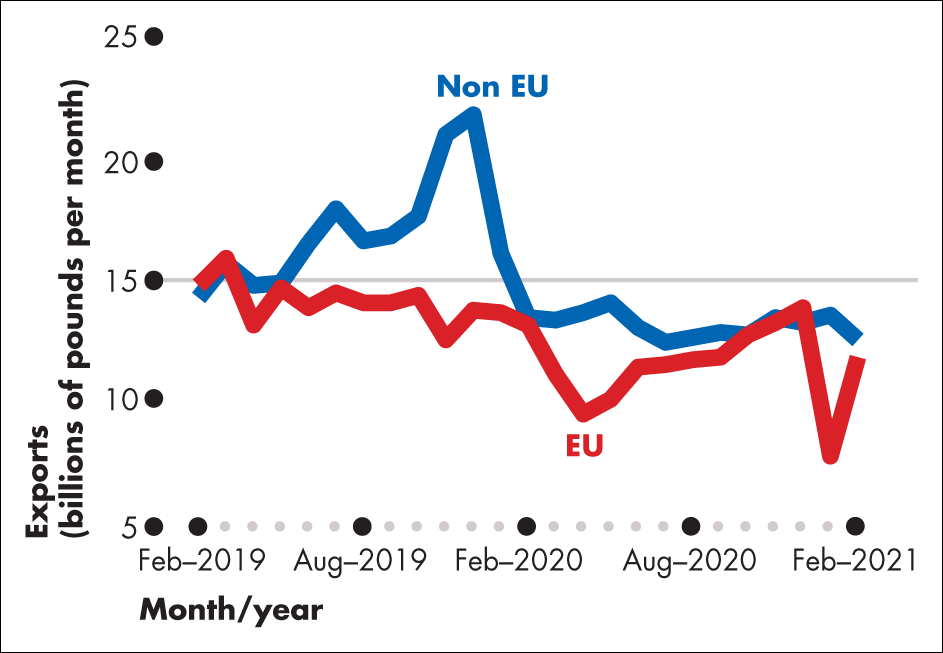 25
Non EU
20
15
10
EU
5
Exports
(billions of pounds per month)
Feb–2019 Aug–2019 Feb–2020 Aug–2020 Feb–2021
Month/year